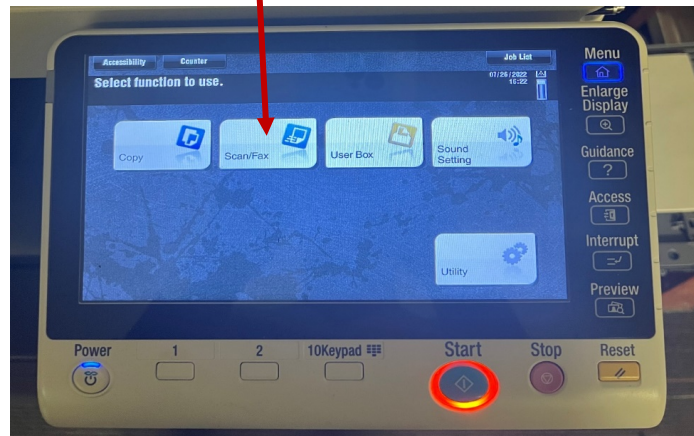 Accessibility Counter Job List
Select function to use.
07/26/2022
16:22
Copy
Scan/Fax
User Box
Sound
Setting
Utility
Menu
Enlarge
Display
Guidance
?
Access
Interrupt
Preview
Power 1 2 10Keypad Start Stop Reset